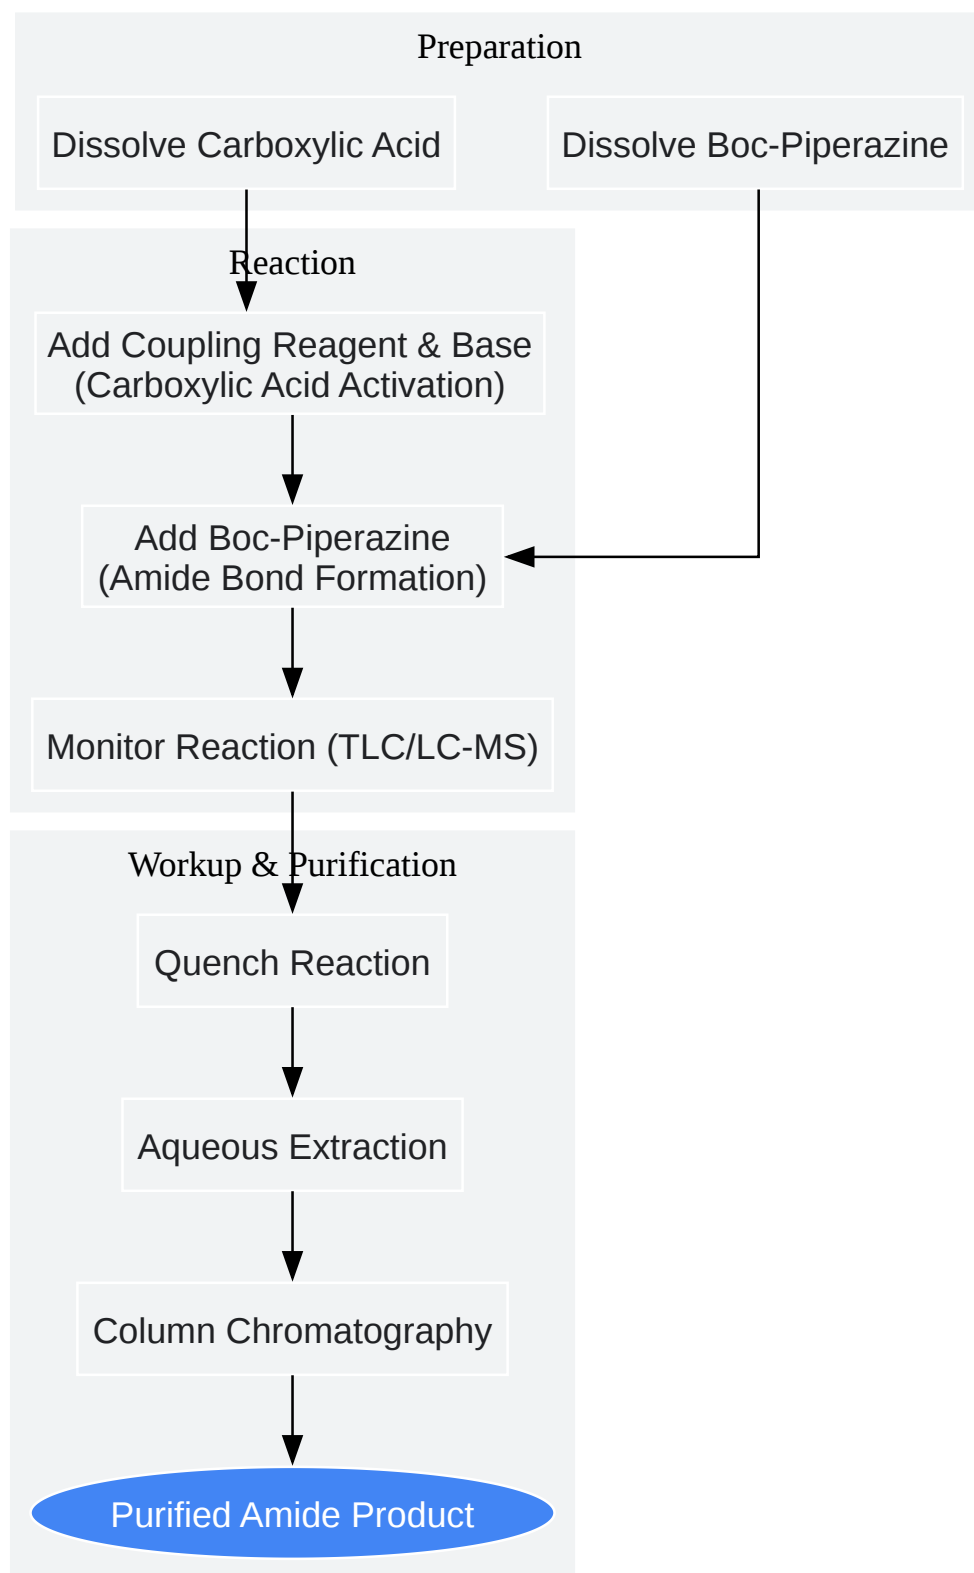 Preparation
Dissolve Carboxylic Acid
Dissolve Boc-Piperazine
Reaction
Add Coupling Reagent & Base
(Carboxylic Acid Activation)
Add Boc-Piperazine
(Amide Bond Formation)
Monitor Reaction (TLC/LC-MS)
Workup & Purification
Quench Reaction
Aqueous Extraction
Column Chromatography
Purified Amide Product